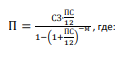 П = СЗ ПС/12 / 1−(1+ ПС/12)^−м , где: